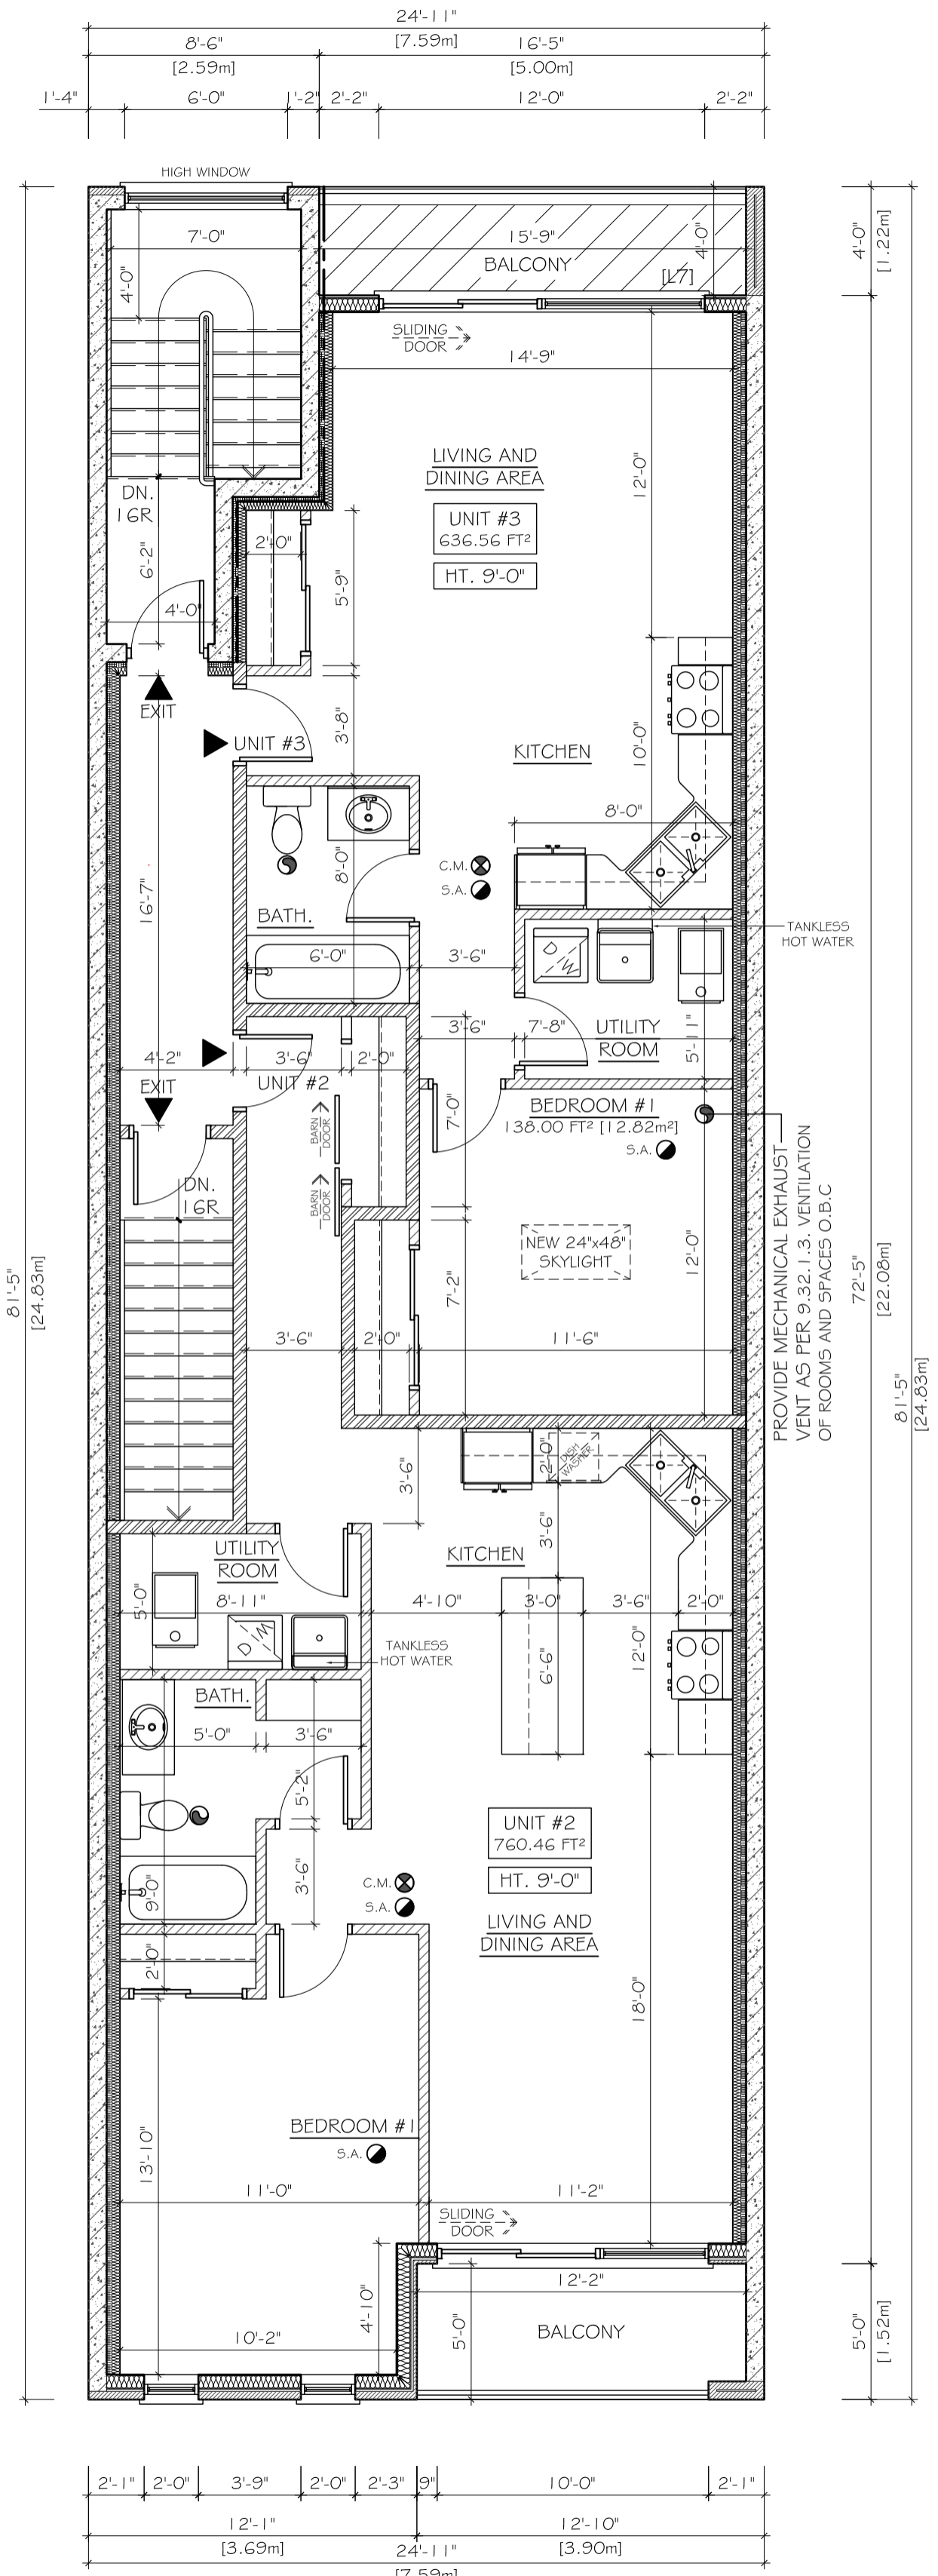 24'-11"
[7.59m]
8'-6"
[2.59m]
16'-5"
[5.00m]
1'-4"
6'-0"
1'-2"
2'-2"
12'-0"
2'-2"
HIGH WINDOW
7'-0"
15'-9"
4'-0"
4'-0"
BALCONY
[L7]
4'-0"
[1.22m]
SLIDING
DOOR
14'-9"
LIVING AND
DINING AREA
12'-0"
DN.
16R
UNIT #3
636.56 FT²
6'-2"
2'-0"
HT. 9'-0"
5'-9"
4'-0"
EXIT
UNIT #3
3'-8"
KITCHEN
10'-0"
8'-0"
C.M.
S.A.
8'-0"
16'-7"
BATH.
TANKLESS
HOT WATER
6'-0"
3'-6"
D/W
3'-6"
7'-8"
UTILITY
ROOM
5'-11"
4'-2"
3'-6"
2'-0"
EXIT
UNIT #2
BEDROOM #1
138.00 FT² [12.82m²]
S.A.
7'-0"
BARN
DOOR
BARN
DOOR
DN.
16R
PROVIDE MECHANICAL EXHAUST
VENT AS PER 9.32.1.3. VENTILATION
OF ROOMS AND SPACES O.B.C
NEW 24"x48"
SKYLIGHT
12'-0"
7'-2"
81'-5"
[24.83m]
72'-5"
[22.08m]
81'-5"
[24.83m]
3'-6"
2'-0"
11'-6"
2'-0"
DISH
WASHER
3'-6"
3'-6"
UTILITY
ROOM
KITCHEN
5'-0"
8'-11"
4'-10"
3'-0"
3'-6"
2'-0"
D/W
TANKLESS
HOT WATER
6'-6"
12'-0"
BATH.
5'-0"
3'-6"
5'-2"
UNIT #2
760.46 FT²
HT. 9'-0"
3'-6"
C.M.
S.A.
9'-0"
LIVING AND
DINING AREA
2'-0"
18'-0"
13'-10"
BEDROOM #1
S.A.
11'-0"
11'-2"
SLIDING
DOOR
12'-2"
4'-10"
10'-2"
5'-0"
BALCONY
5'-0"
[1.52m]
2'-1"
2'-0"
3'-9"
2'-0"
2'-3"
9"
10'-0"
2'-1"
12'-1"
[3.69m]
12'-10"
[3.90m]
24'-11"
[7.59m]